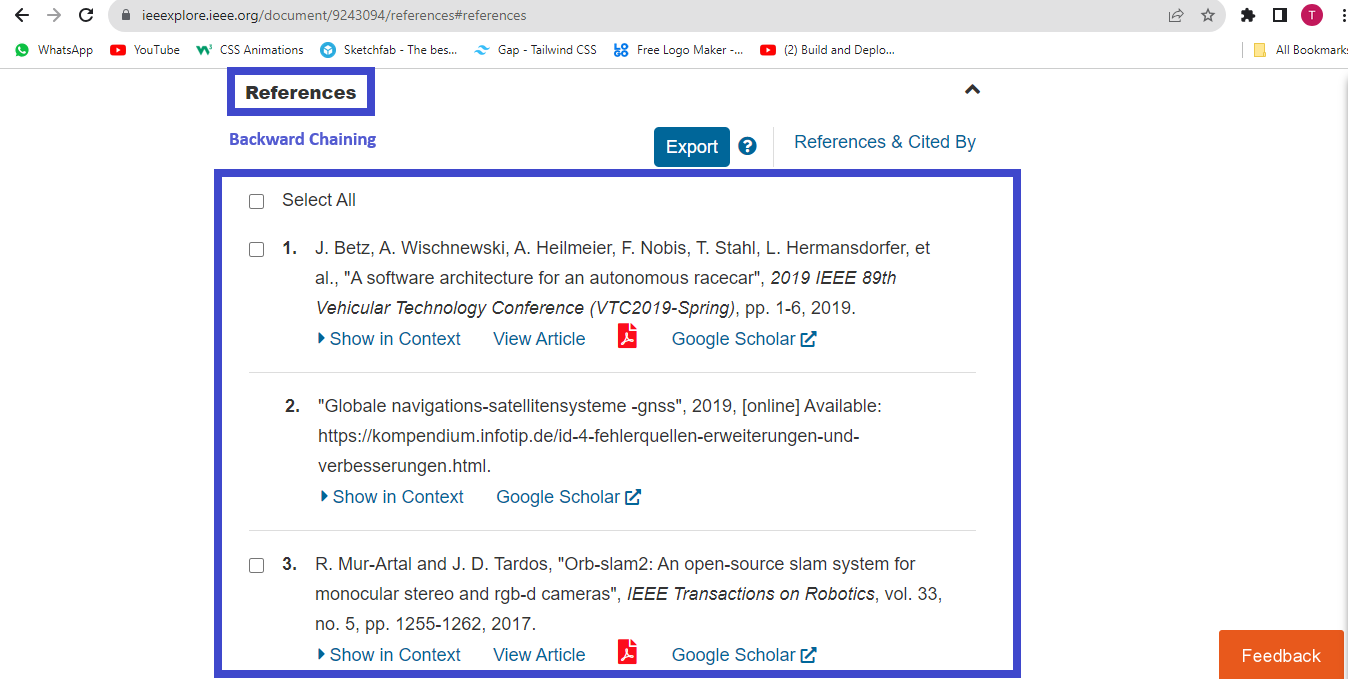 ieeexplore.ieee.org/document/9243094/references#references
T
WhatsApp YouTube CSS Animations Sketchfab - The bes... Gap - Tailwind CSS Free Logo Maker -... (2) Build and Deplo... All Bookmarks
References
Backward Chaining
Export ? References & Cited By
Select All
1. J. Betz, A. Wischnewski, A. Heilmeier, F. Nobis, T. Stahl, L. Hermansdorfer, et
al., "A software architecture for an autonomous racecar", 2019 IEEE 89th
Vehicular Technology Conference (VTC2019-Spring), pp. 1-6, 2019.
Show in Context View Article Google Scholar
2. "Globale navigations-satellitensysteme -gnss", 2019, [online] Available:
https://kompendium.infotip.de/id-4-fehlerquellen-erweiterungen-und-
verbesserungen.html.
Show in Context Google Scholar
3. R. Mur-Artal and J. D. Tardos, "Orb-slam2: An open-source slam system for
monocular stereo and rgb-d cameras", IEEE Transactions on Robotics, vol. 33,
no. 5, pp. 1255-1262, 2017.
Show in Context View Article Google Scholar
Feedback